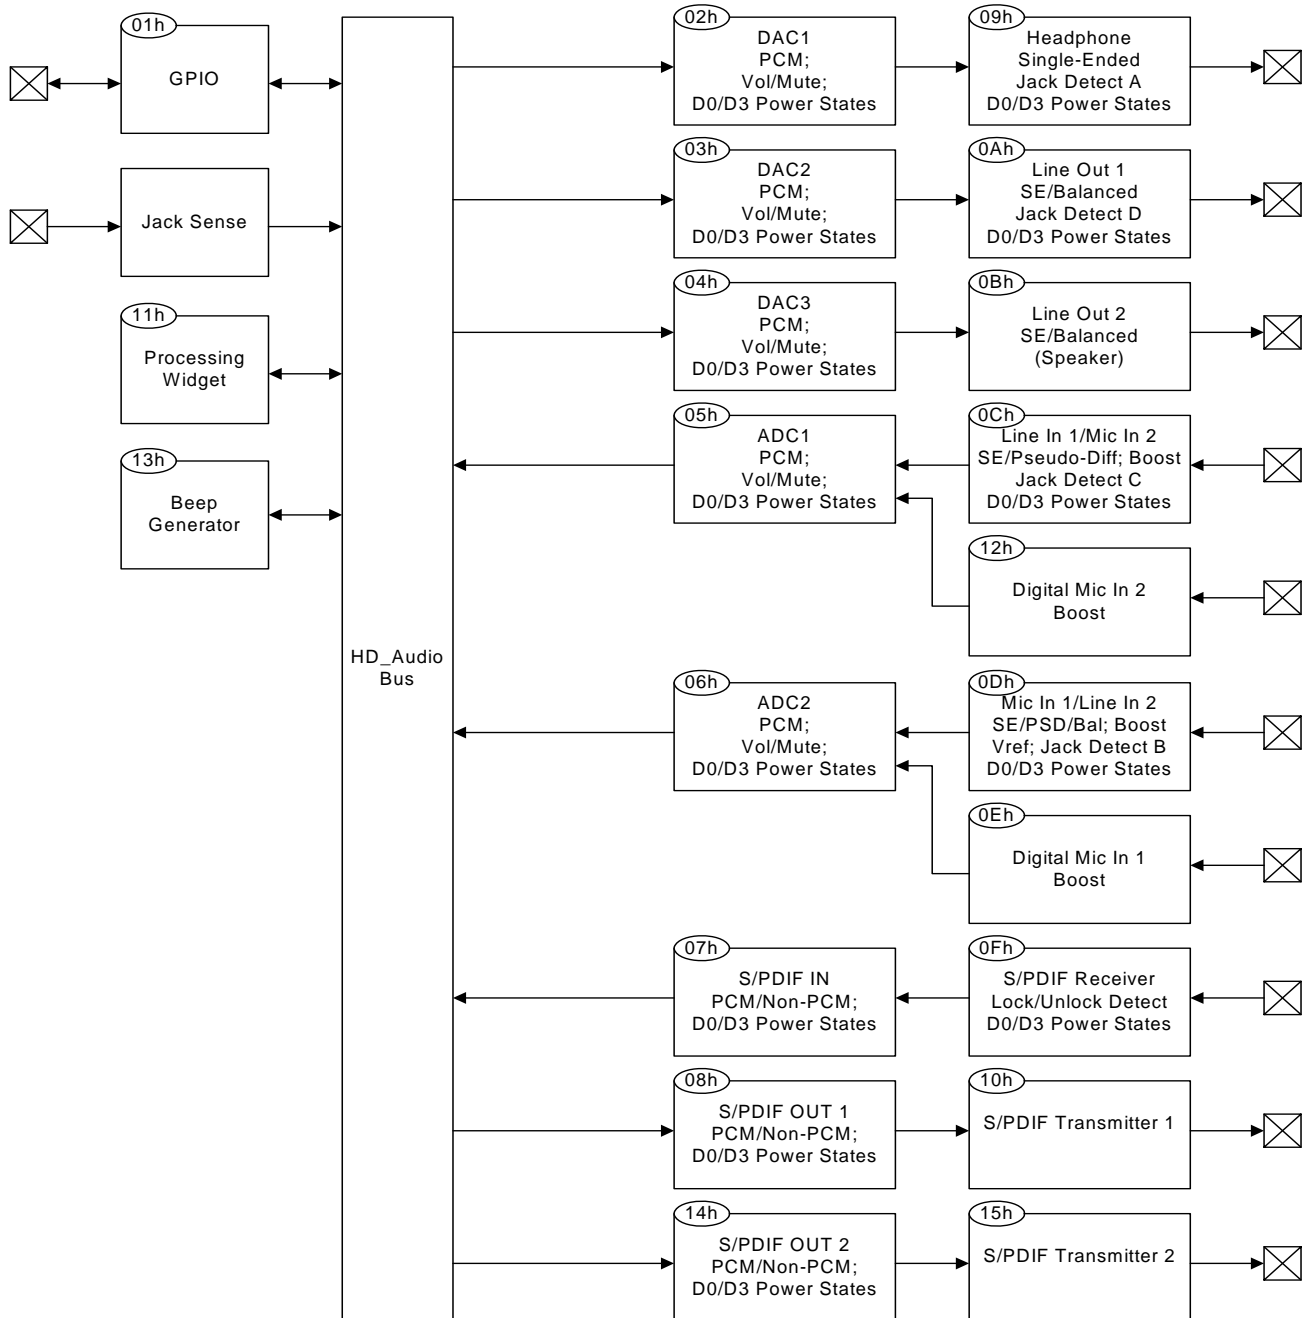 01h
GPIO
Jack Sense
11h
Processing
Widget
13h
Beep
Generator
HD_Audio
Bus
02h
DAC1
PCM;
Vol/Mute;
D0/D3 Power States
09h
Headphone
Single-Ended
Jack Detect A
D0/D3 Power States
03h
DAC2
PCM;
Vol/Mute;
D0/D3 Power States
0Ah
Line Out 1
SE/Balanced
Jack Detect D
D0/D3 Power States
04h
DAC3
PCM;
Vol/Mute;
D0/D3 Power States
0Bh
Line Out 2
SE/Balanced
(Speaker)
05h
ADC1
PCM;
Vol/Mute;
D0/D3 Power States
0Ch
Line In 1/Mic In 2
SE/Pseudo-Diff; Boost
Jack Detect C
D0/D3 Power States
12h
Digital Mic In 2
Boost
06h
ADC2
PCM;
Vol/Mute;
D0/D3 Power States
0Dh
Mic In 1/Line In 2
SE/PSD/Bal; Boost
Vref; Jack Detect B
D0/D3 Power States
0Eh
Digital Mic In 1
Boost
07h
S/PDIF IN
PCM/Non-PCM;
D0/D3 Power States
0Fh
S/PDIF Receiver
Lock/Unlock Detect
D0/D3 Power States
08h
S/PDIF OUT 1
PCM/Non-PCM;
D0/D3 Power States
10h
S/PDIF Transmitter 1
14h
S/PDIF OUT 2
PCM/Non-PCM;
D0/D3 Power States
15h
S/PDIF Transmitter 2